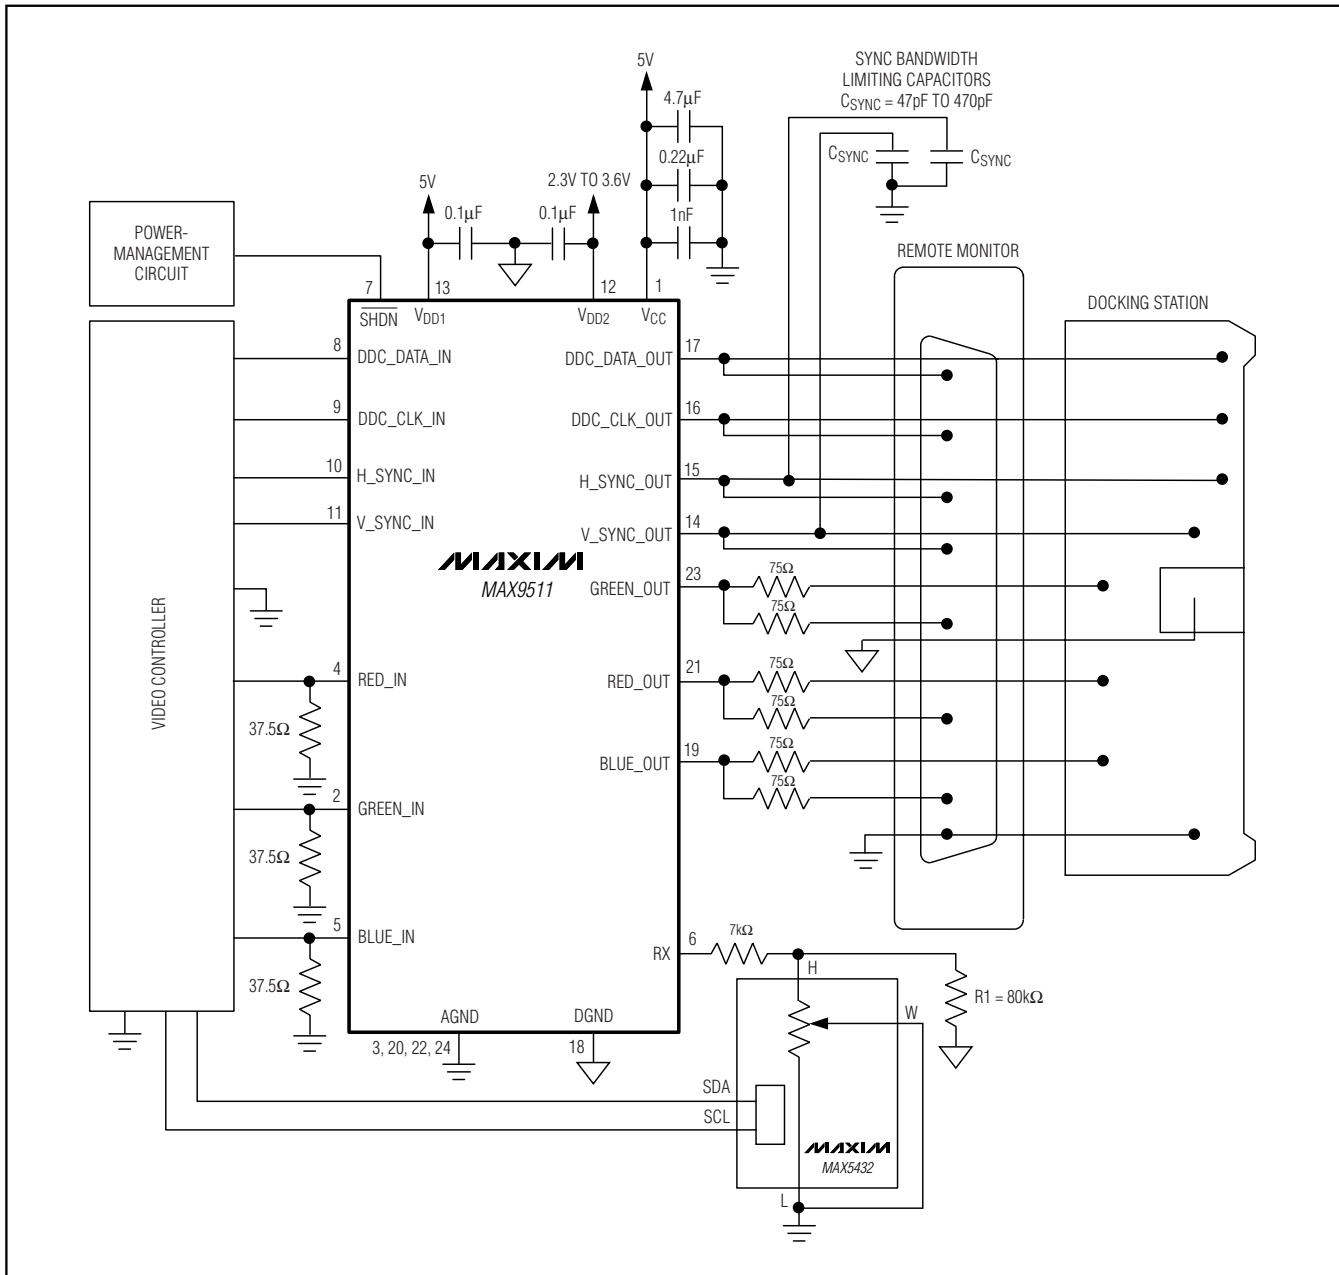 5V
4.7µF
0.22µF
1nF
SYNC BANDWIDTH
LIMITING CAPACITORS
CSYNC = 47pF TO 470pF
CSYNC
CSYNC
5V
0.1µF
0.1µF
2.3V TO 3.6V
POWER-
MANAGEMENT
CIRCUIT
REMOTE MONITOR
DOCKING STATION
7
13
12
1
SHDN
VDD1
VDD2
VCC
8
DDC_DATA_IN
DDC_DATA_OUT
17
9
DDC_CLK_IN
DDC_CLK_OUT
16
10
H_SYNC_IN
H_SYNC_OUT
15
11
V_SYNC_IN
V_SYNC_OUT
14
MAXIM
MAX9511
GREEN_OUT
23
75Ω
75Ω
VIDEO CONTROLLER
4
RED_IN
RED_OUT
21
75Ω
75Ω
37.5Ω
BLUE_OUT
19
75Ω
75Ω
2
GREEN_IN
37.5Ω
5
BLUE_IN
37.5Ω
RX
6
7kΩ
H
R1 = 80kΩ
W
AGND
DGND
3, 20, 22, 24
18
SDA
SCL
MAXIM
MAX5432
L